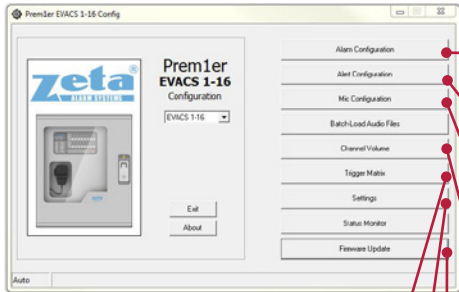 Prem1er EVACS 1-16 Config
zeta
ALARM SYSTEMS
Prem1er
EVACS 1-16
Configuration
EVACS 1-16
Exit
About
Alarm Configuration
Alert Configuration
Mic Configuration
Batch-Load Audio Files
Channel Volume
Trigger Matrix
Settings
Status Monitor
Firmware Update
Auto